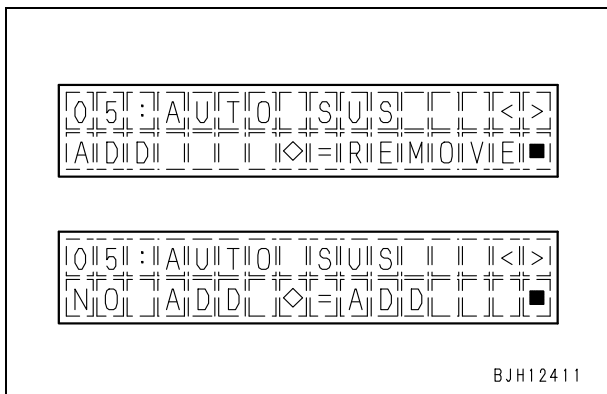 05:AUTO SUS <>
ADD ◇=REMOVE■
05:AUTO SUS <>
NO ADD ◇=ADD ■
BJH12411